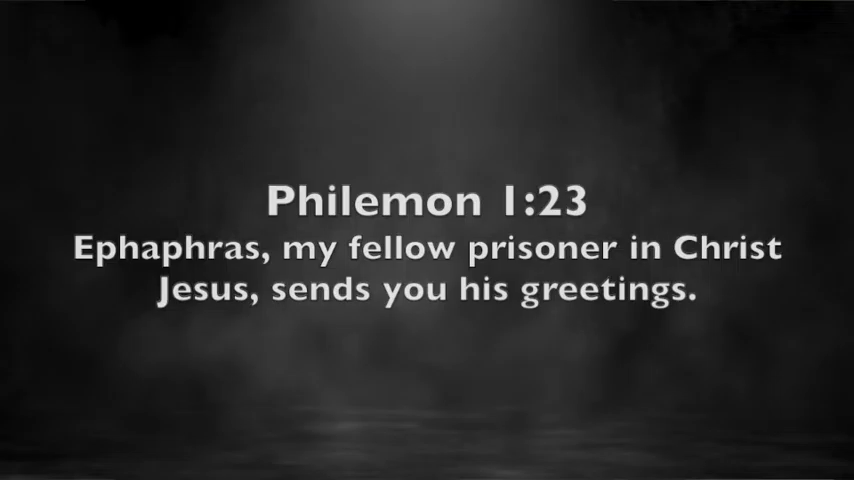 Philemon 1:23
Ephaphras, my fellow prisoner in Christ
Jesus, sends you his greetings.